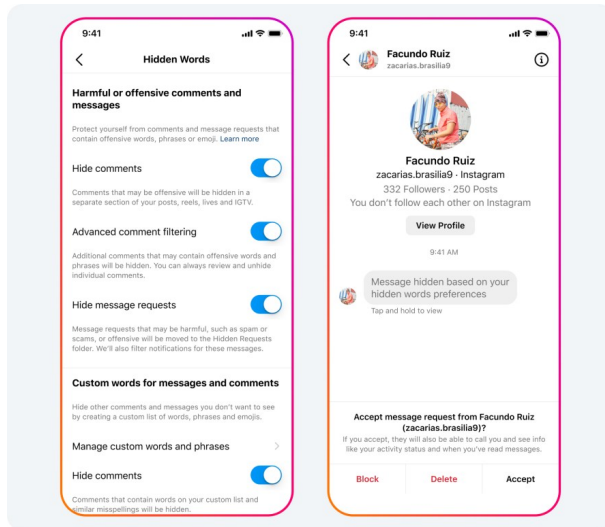 9:41
Hidden Words
Harmful or offensive comments and
messages
Protect yourself from comments and message requests that
contain offensive words, phrases or emoji. Learn more
Hide comments
Comments that may be offensive will be hidden in a
separate section of your posts, reels, lives and IGTV.
Advanced comment filtering
Additional comments that may contain offensive words and
phrases will be hidden. You can always review and unhide
individual comments.
Hide message requests
Message requests that may be harmful, such as spam or
scams, or offensive will be moved to the Hidden Requests
folder. We'll also filter notifications for these messages.
Custom words for messages and comments
Hide other comments and messages you don't want to see
by creating a custom list of words, phrases and emojis.
Manage custom words and phrases
Hide comments
Comments that contain words on your custom list and
similar misspellings will be hidden.
9:41
Facundo Ruiz
zacarias.brasilia9
Facundo Ruiz
zacarias.brasilia9 · Instagram
332 Followers · 250 Posts
You don't follow each other on Instagram
View Profile
9:41 AM
Message hidden based on your
hidden words preferences
Tap and hold to view
Accept message request from Facundo Ruiz
(zacarias.brasilia9)?
If you accept, they will also be able to call you and see info
like your activity status and when you've read messages.
Block Delete Accept